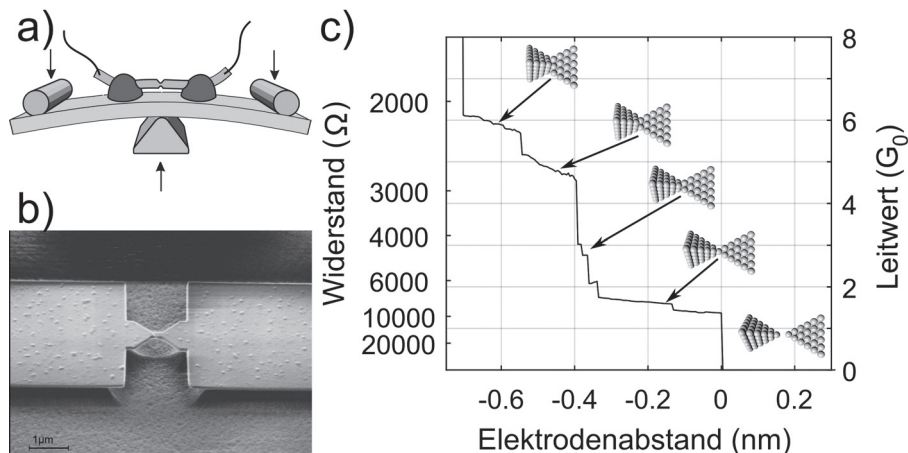 a)
b)
1µm
c)
Widerstand (Ω)
2000
3000
4000
6000
10000
20000
8
6
4
2
0
Leitwert (G₀)
-0.6 -0.4 -0.2 0 0.2
Elektrodenabstand (nm)